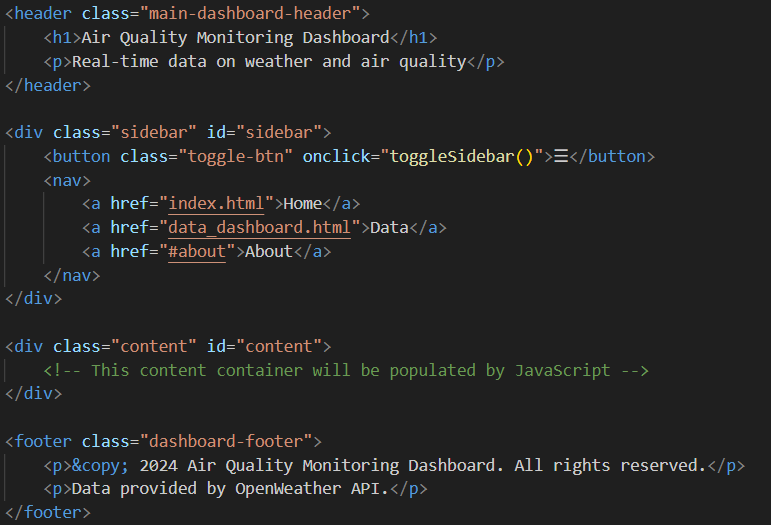 <header class="main-dashboard-header">
    <h1>Air Quality Monitoring Dashboard</h1>
    <p>Real-time data on weather and air quality</p>
</header>

<div class="sidebar" id="sidebar">
    <button class="toggle-btn" onclick="toggleSidebar()">☰</button>
    <nav>
        <a href="index.html">Home</a>
        <a href="data_dashboard.html">Data</a>
        <a href="#about">About</a>
    </nav>
</div>

<div class="content" id="content">
    <!-- This content container will be populated by JavaScript -->
</div>

<footer class="dashboard-footer">
    <p>&copy; 2024 Air Quality Monitoring Dashboard. All rights reserved.</p>
    <p>Data provided by OpenWeather API.</p>
</footer>